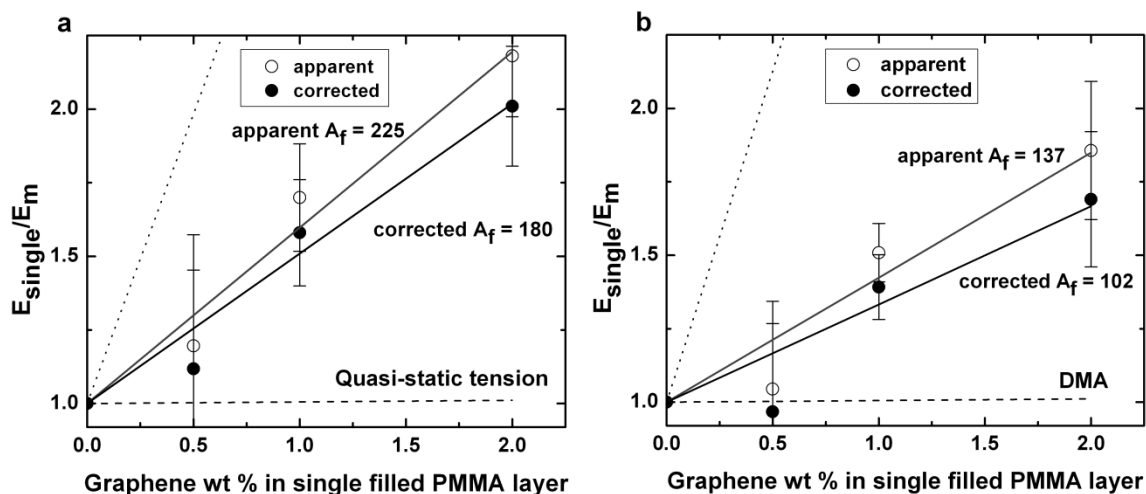 a
apparent
corrected
apparent A_f = 225
corrected A_f = 180
Quasi-static tension
E_single/E_m
2.0
1.5
1.0
0.0 0.5 1.0 1.5 2.0
Graphene wt % in single filled PMMA layer
b
apparent
corrected
apparent A_f = 137
corrected A_f = 102
DMA
E_single/E_m
2.0
1.5
1.0
0.0 0.5 1.0 1.5 2.0
Graphene wt % in single filled PMMA layer